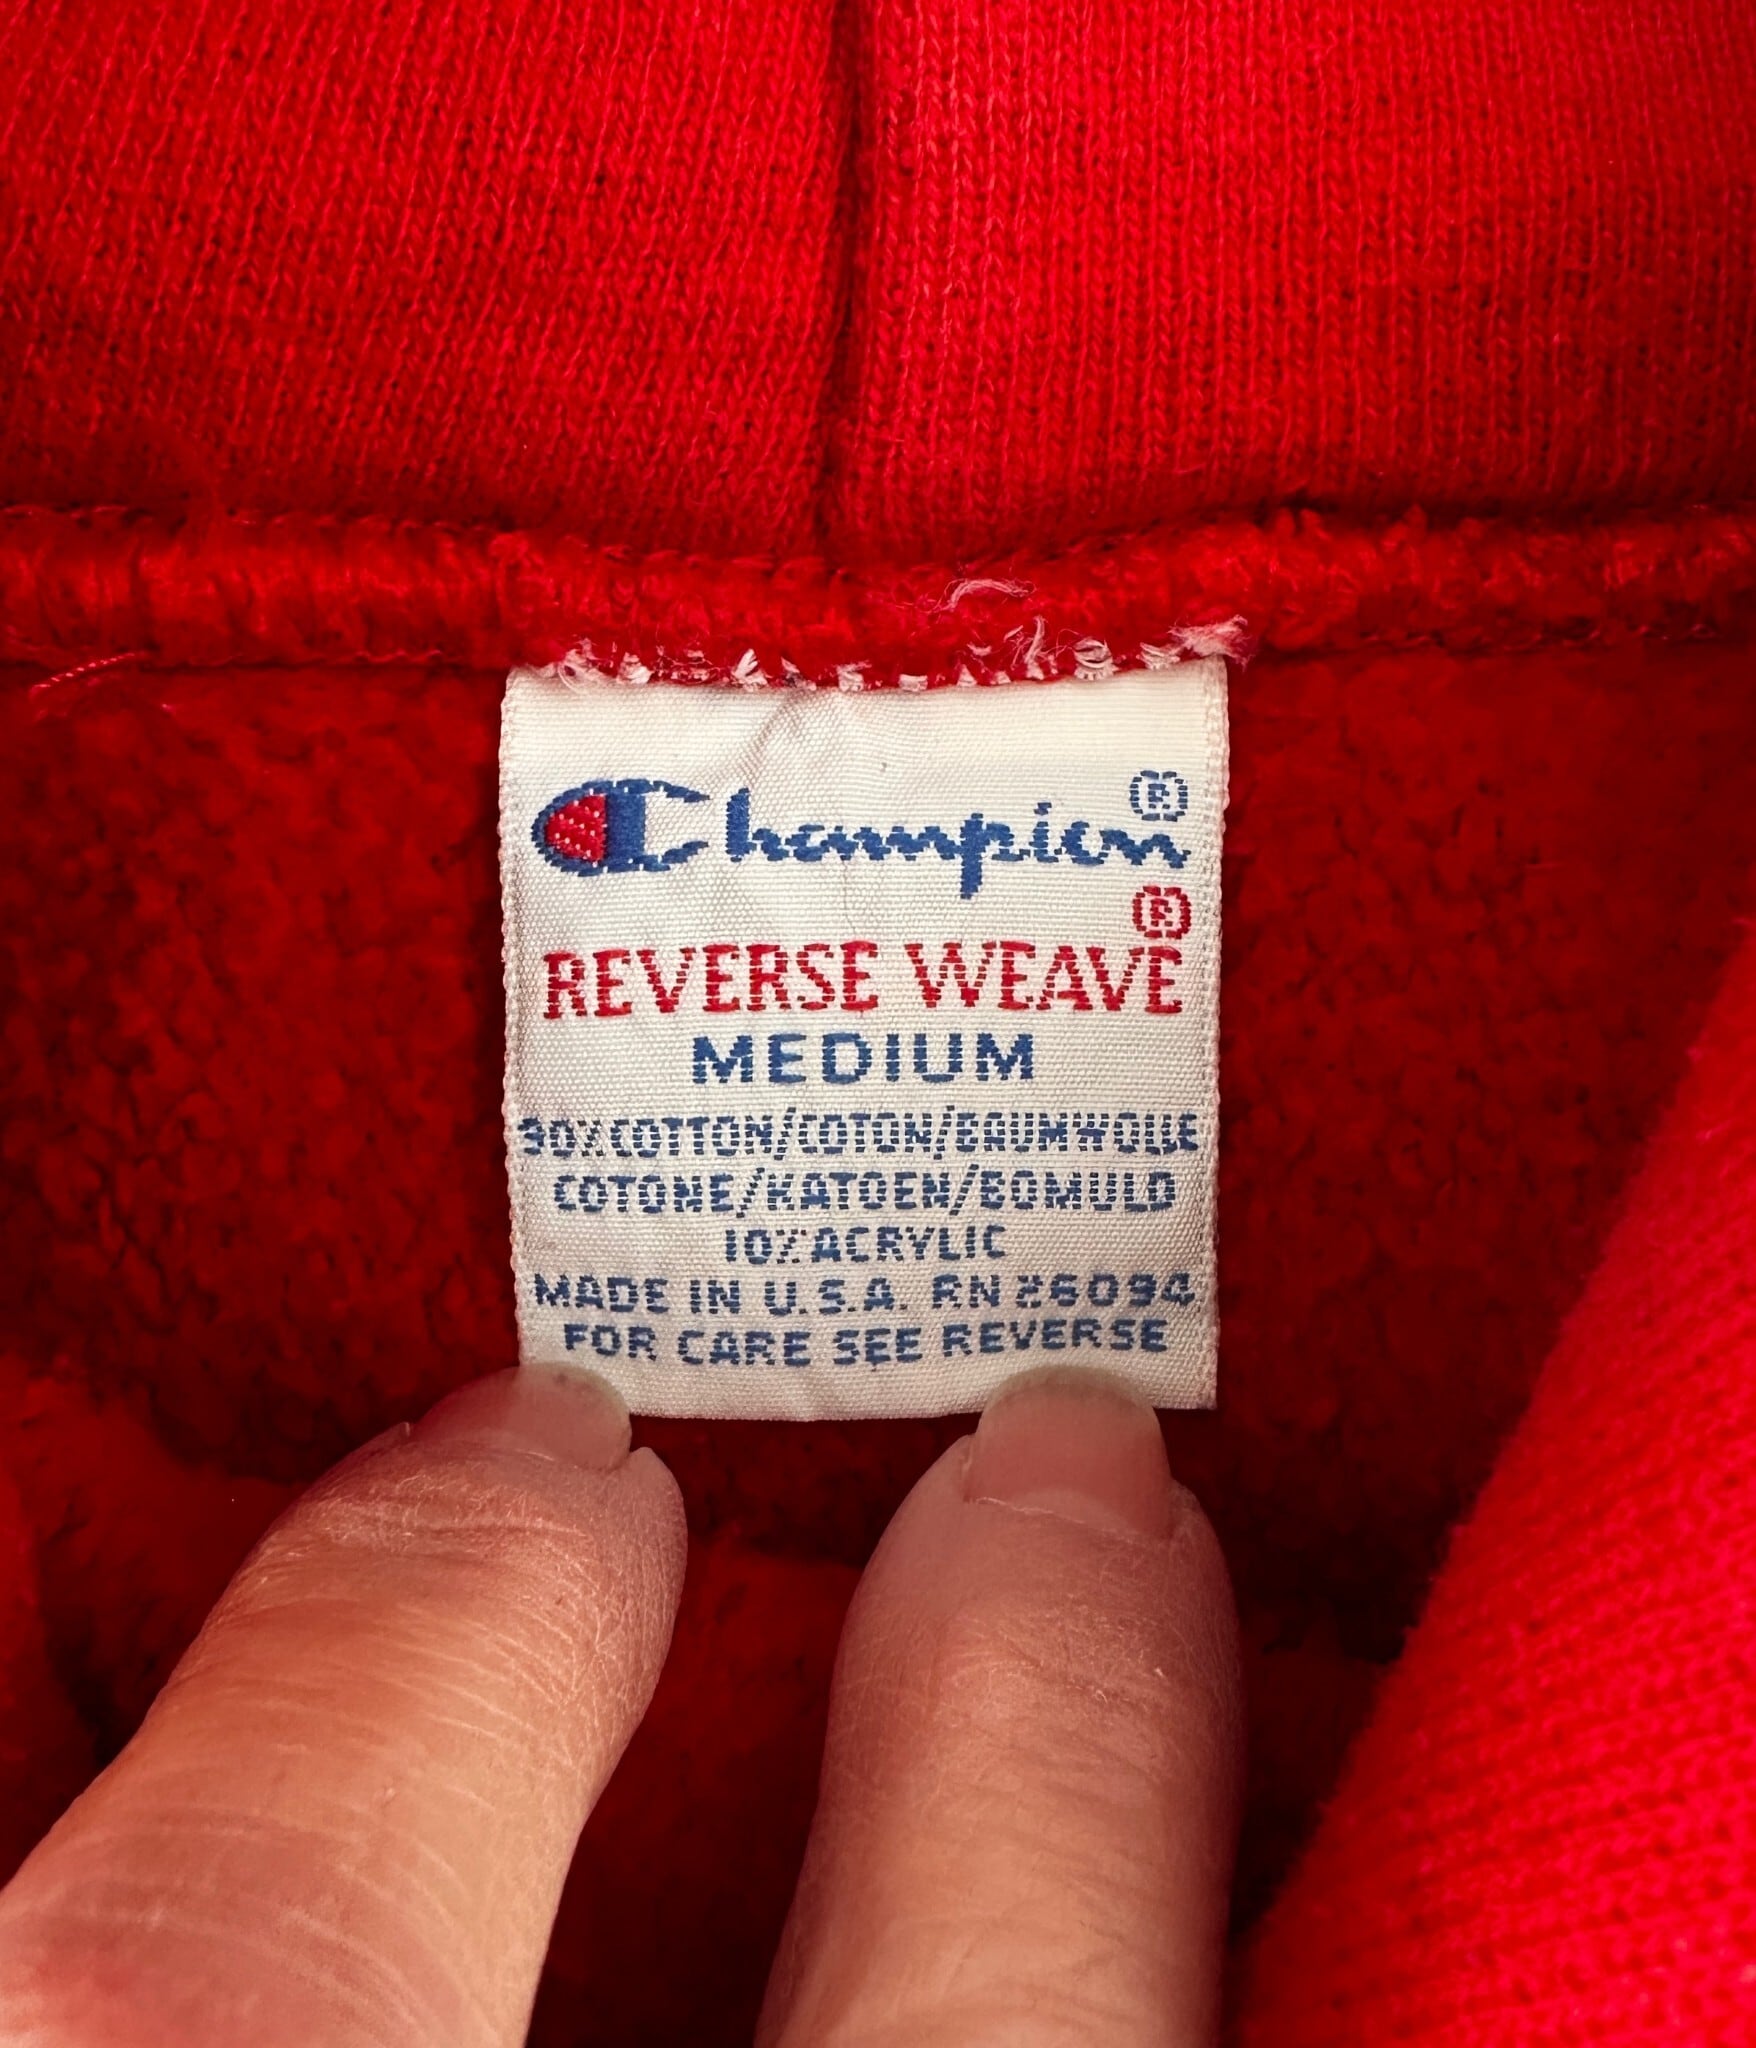 Champion®
REVERSE WEAVE®
MEDIUM
90%COTTON/COTON/BAUMWOLLE
COTONE/KATOEN/BOMULD
10%ACRYLIC
MADE IN U.S.A. RN 26094
FOR CARE SEE REVERSE